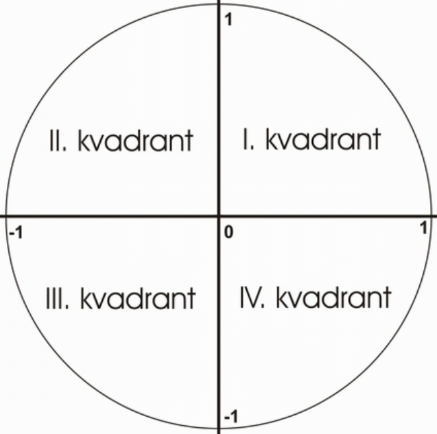 1
II. kvadrant
I. kvadrant
-1
0
1
III. kvadrant
IV. kvadrant
-1